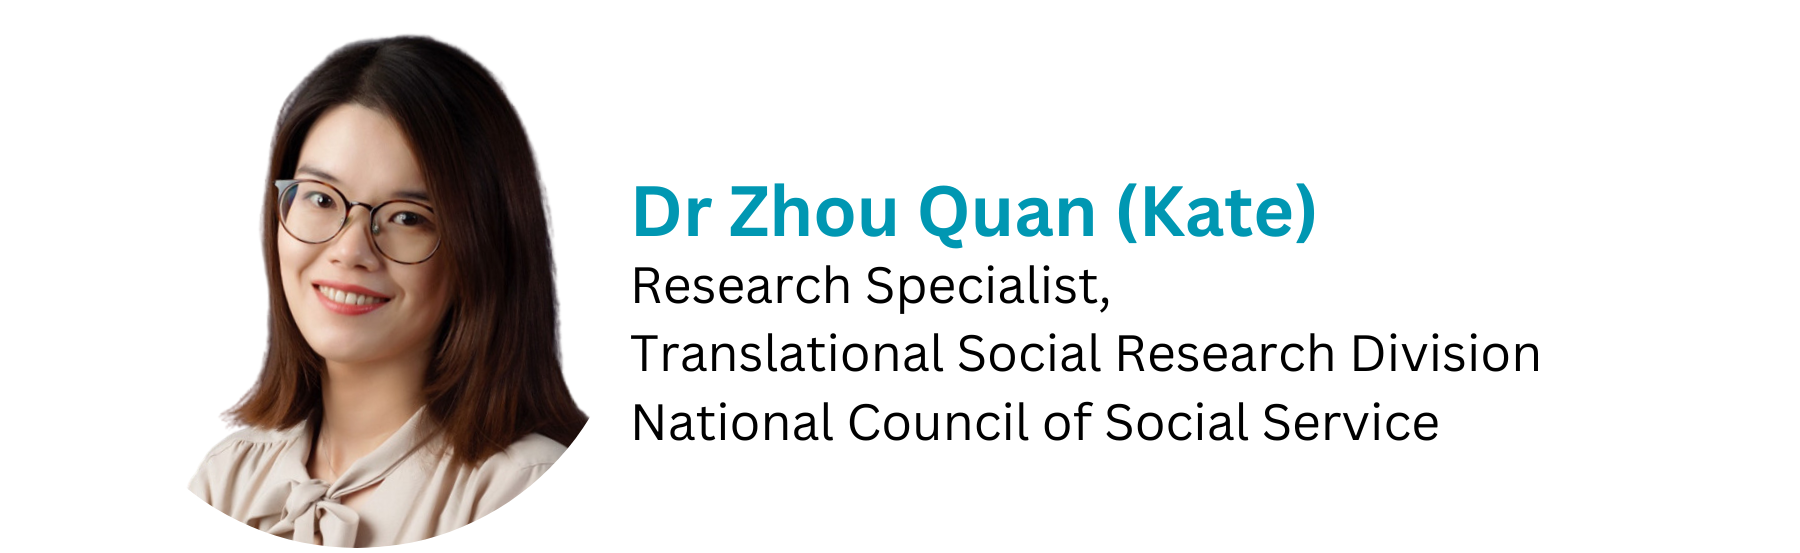 Dr Zhou Quan (Kate)
Research Specialist,
Translational Social Research Division
National Council of Social Service